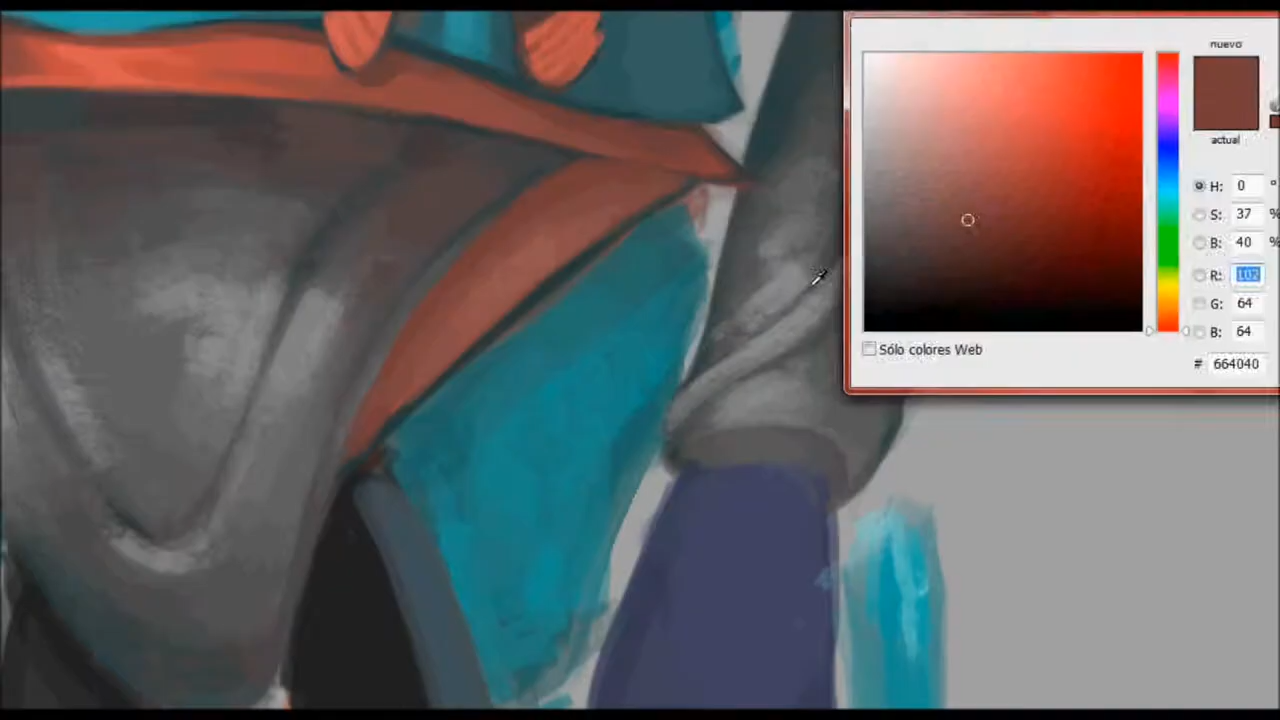 nuevo
actual
H: 0 °
S: 37 %
B: 40 %
R: 102
G: 64
B: 64
# 664040
Sólo colores Web